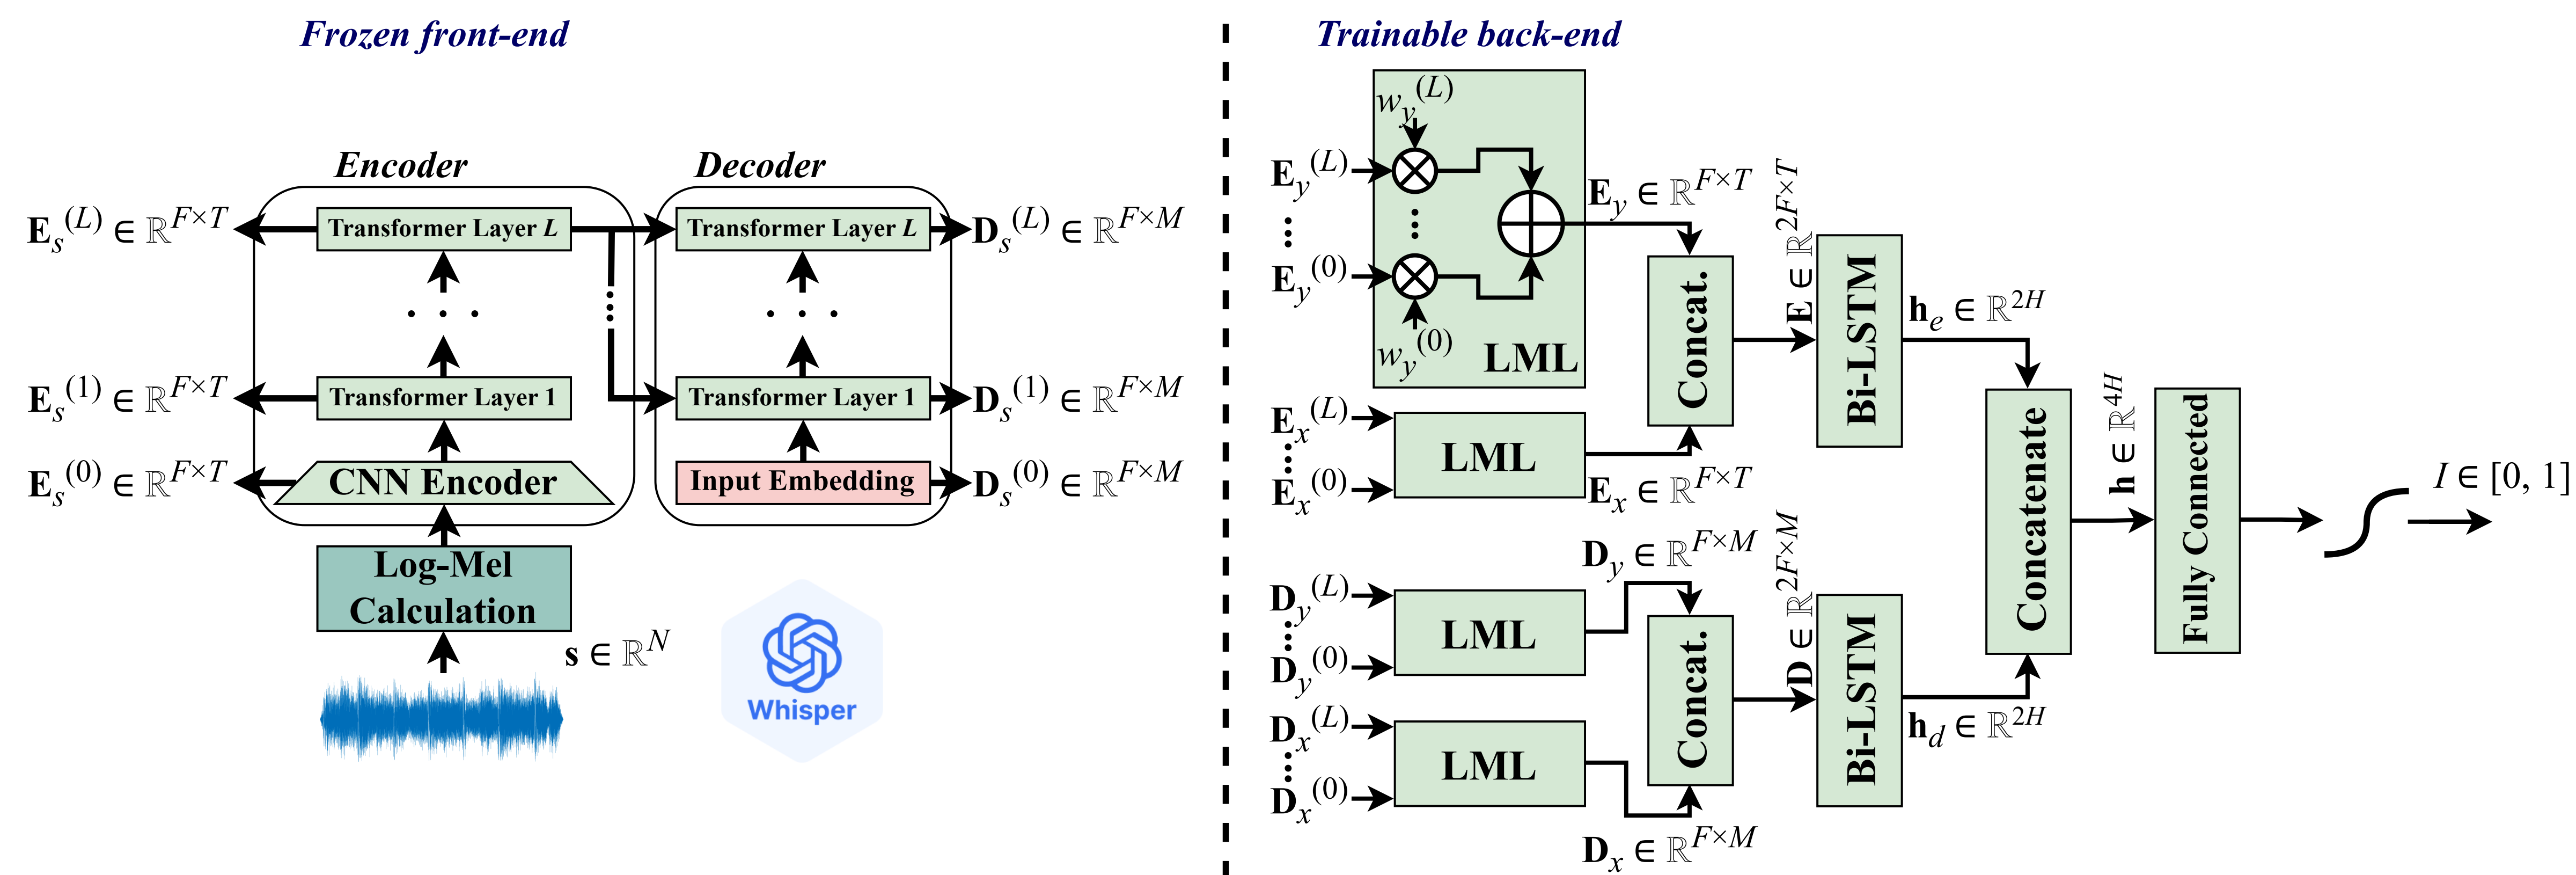 Frozen front-end
Encoder
Decoder
E_s^(L) ∈ ℝ^{F×T}
Transformer Layer L
Transformer Layer L
D_s^(L) ∈ ℝ^{F×M}
. . .
. . .
E_s^(1) ∈ ℝ^{F×T}
Transformer Layer 1
Transformer Layer 1
D_s^(1) ∈ ℝ^{F×M}
E_s^(0) ∈ ℝ^{F×T}
CNN Encoder
Input Embedding
D_s^(0) ∈ ℝ^{F×M}
Log-Mel
Calculation
s ∈ ℝ^N
Whisper
Trainable back-end
w_y^(L)
E_y^(L)
E_y^(0)
w_y^(0)
LML
E_y ∈ ℝ^{F×T}
E_x^(L)
E_x^(0)
LML
E_x ∈ ℝ^{F×T}
Concat.
E ∈ ℝ^{2F×T}
Bi-LSTM
h_e ∈ ℝ^{2H}
D_y^(L)
D_y^(0)
LML
D_y ∈ ℝ^{F×M}
D_x^(L)
D_x^(0)
LML
D_x ∈ ℝ^{F×M}
Concat.
D ∈ ℝ^{2F×M}
Bi-LSTM
h_d ∈ ℝ^{2H}
Concatenate
h ∈ ℝ^{4H}
Fully Connected
I ∈ [0, 1]